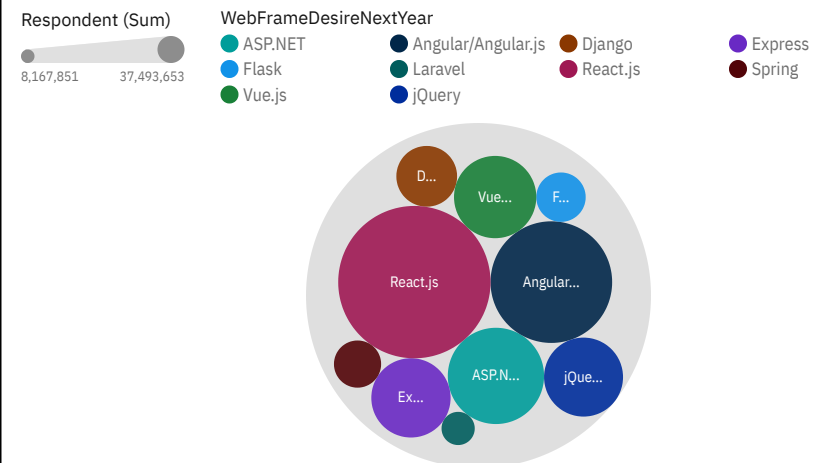 Respondent (Sum)
8,167,851 37,493,653
WebFrameDesireNextYear
ASP.NET Angular/Angular.js Django Express
Flask Laravel React.js Spring
Vue.js jQuery
D... Vue... F...
React.js Angular...
ASP.N... jQue...
Ex...